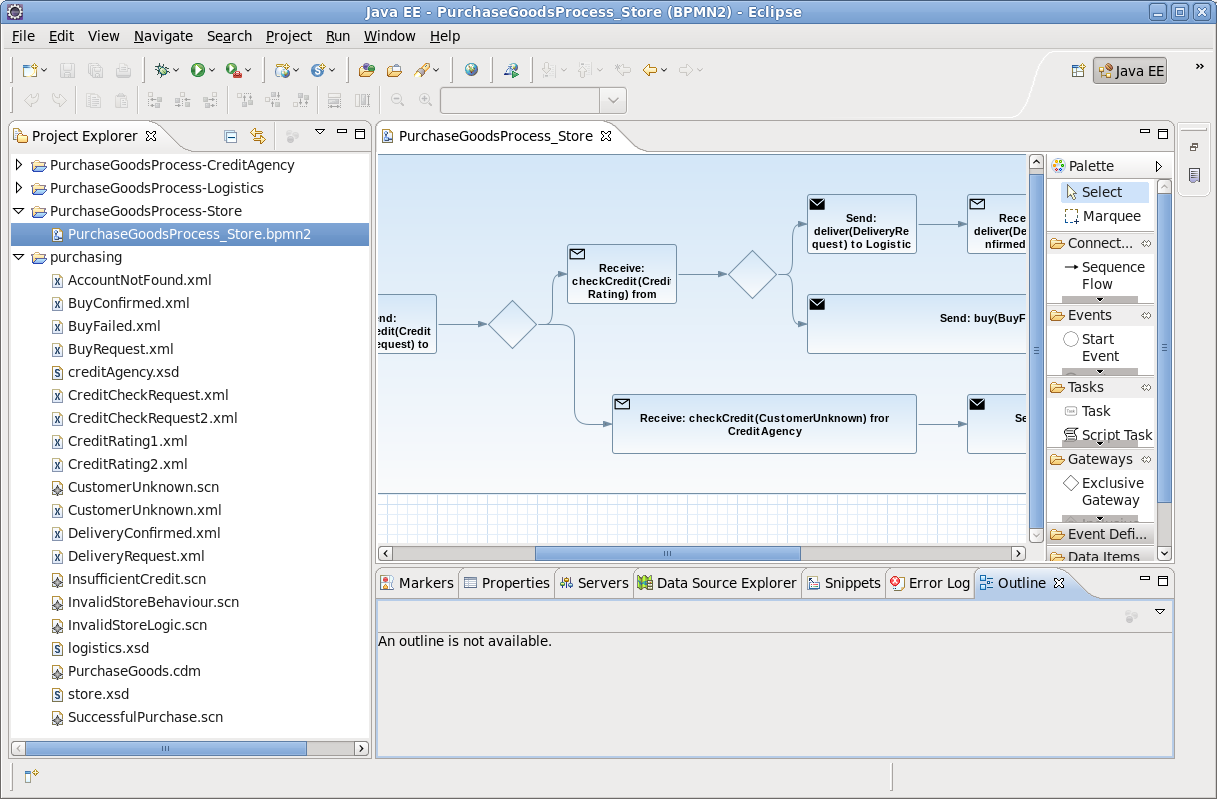 Java EE - PurchaseGoodsProcess_Store (BPMN2) - Eclipse
File Edit View Navigate Search Project Run Window Help
Java EE
Project Explorer
PurchaseGoodsProcess-CreditAgency
PurchaseGoodsProcess-Logistics
PurchaseGoodsProcess-Store
PurchaseGoodsProcess_Store.bpmn2
purchasing
AccountNotFound.xml
BuyConfirmed.xml
BuyFailed.xml
BuyRequest.xml
creditAgency.xsd
CreditCheckRequest.xml
CreditCheckRequest2.xml
CreditRating1.xml
CreditRating2.xml
CustomerUnknown.scn
CustomerUnknown.xml
DeliveryConfirmed.xml
DeliveryRequest.xml
InsufficientCredit.scn
InvalidStoreBehaviour.scn
InvalidStoreLogic.scn
logistics.xsd
PurchaseGoods.cdm
store.xsd
SuccessfulPurchase.scn
PurchaseGoodsProcess_Store
nd:
edit(Credit
equest) to
Receive:
checkCredit(Credi
Rating) from
Send:
deliver(DeliveryRe
quest) to Logistic
Rece
deliver(De
nfirmed
Send: buy(BuyF
Receive: checkCredit(CustomerUnknown) fror
CreditAgency
Se
Palette
Select
Marquee
Connect...
Sequence
Flow
Events
Start
Event
Tasks
Task
Script Task
Gateways
Exclusive
Gateway
Event Defi...
Data Items
Markers Properties Servers Data Source Explorer Snippets Error Log Outline
An outline is not available.